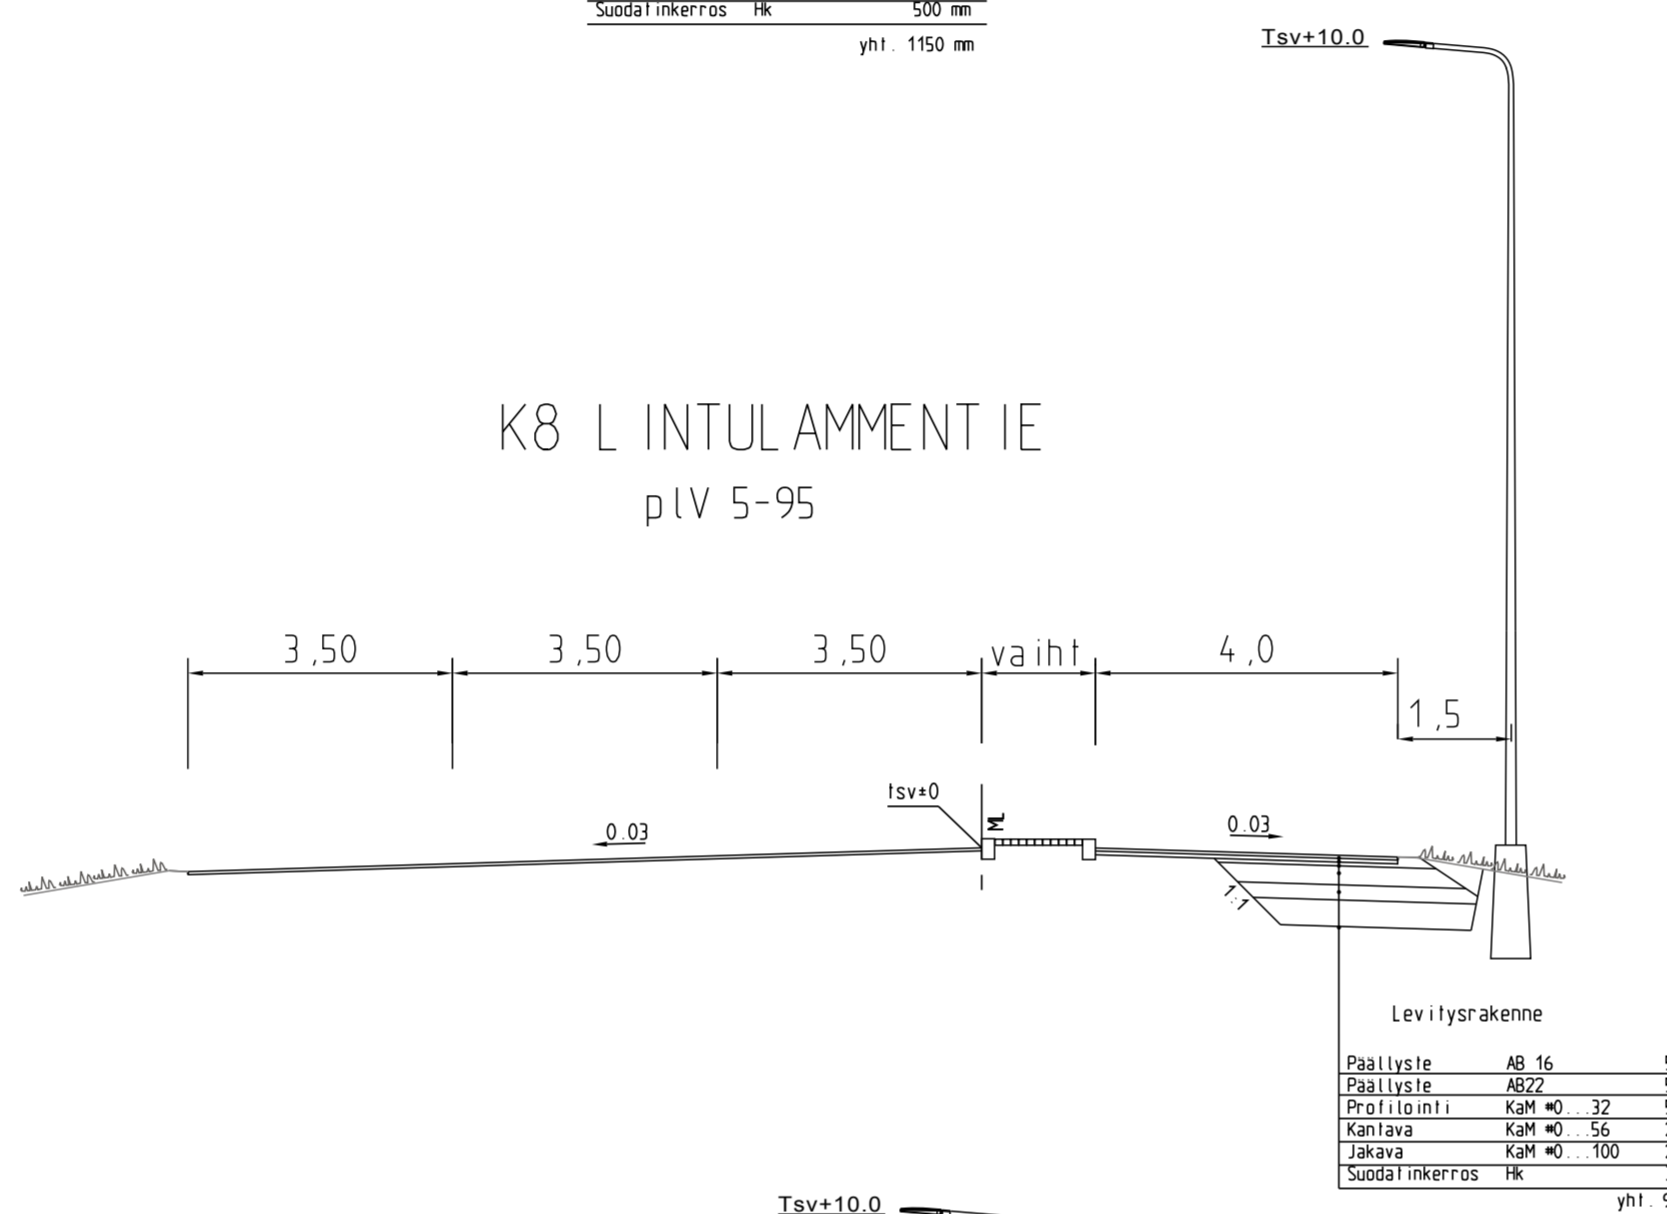 Suodatinkerros Hk 500 mm
yht. 1150 mm
Tsv+10.0
K8 LINTULAMMENTIE
plV 5-95
3,50 3,50 3,50 vaiht 4,0
1,5
tsv±0
ML
0.03 0.03
1:1
Levitysrakenne
Päällyste AB 16
Päällyste AB22
Profilointi KaM #0...32
Kantava KaM #0...56
Jakava KaM #0...100
Suodatinkerros Hk
yht.
Tsv+10.0